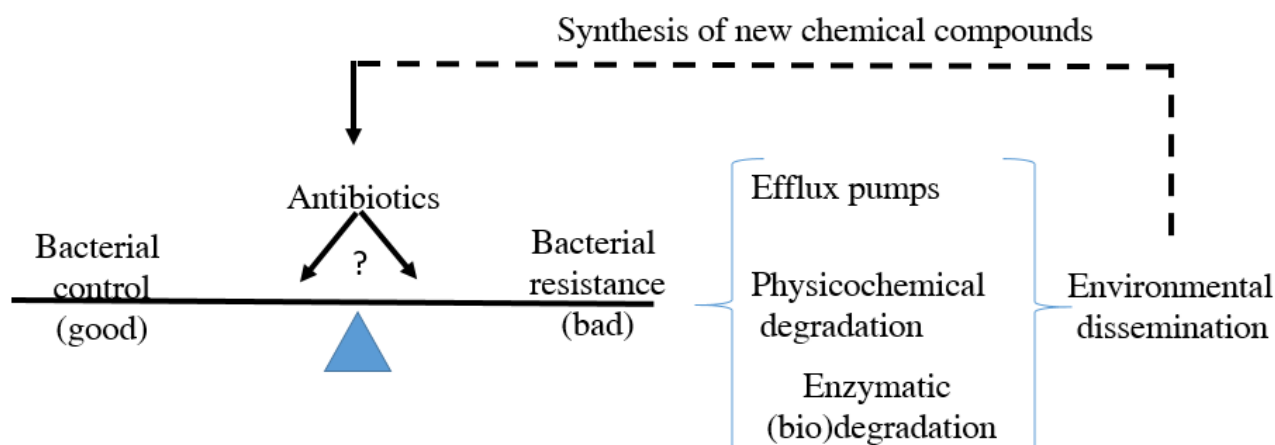 Synthesis of new chemical compounds
Antibiotics
?
Bacterial
control
(good)
Bacterial
resistance
(bad)
Efflux pumps
Physicochemical
degradation
Enzymatic
(bio)degradation
Environmental
dissemination